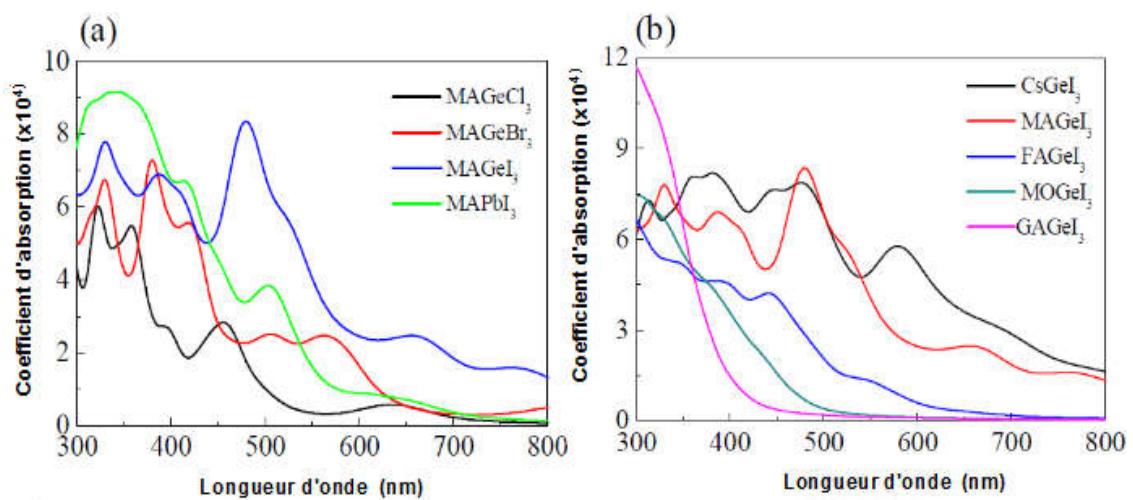 (a)
Coefficient d'absorption (x10⁴)
10
8
6
4
2
0
MAGeCl₃
MAGeBr₃
MAGeI₃
MAPbI₃
300 400 500 600 700 800
Longueur d'onde (nm)
(b)
Coefficient d'absorption (x10⁴)
12
9
6
3
0
CsGeI₃
MAGeI₃
FAGeI₃
MOGeI₃
GAGeI₃
300 400 500 600 700 800
Longueur d'onde (nm)